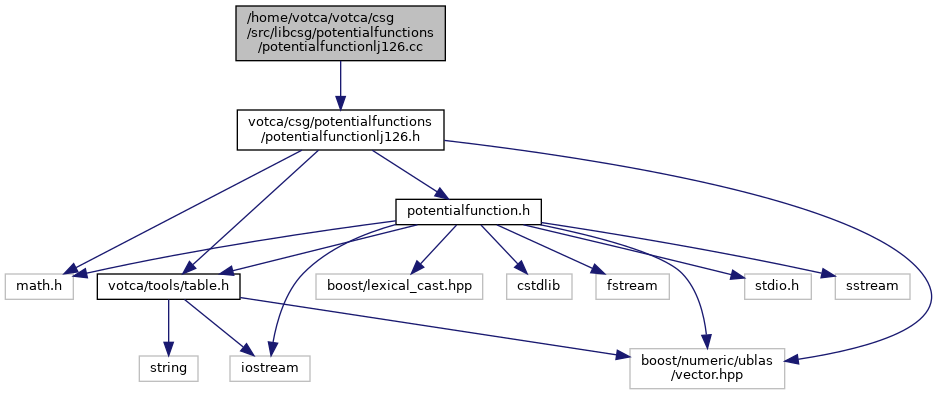 /home/votca/votca/csg
/src/libcsg/potentialfunctions
/potentialfunctionlj126.cc
votca/csg/potentialfunctions
/potentialfunctionlj126.h
potentialfunction.h
math.h
votca/tools/table.h
boost/lexical_cast.hpp
cstdlib
fstream
stdio.h
sstream
string
iostream
boost/numeric/ublas
/vector.hpp